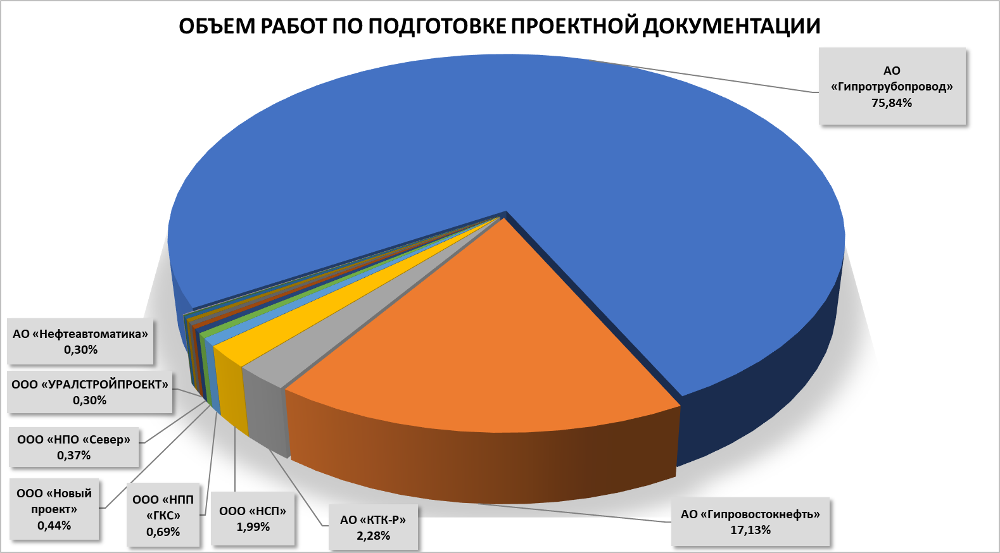 ОБЪЕМ РАБОТ ПО ПОДГОТОВКЕ ПРОЕКТНОЙ ДОКУМЕНТАЦИИ
АО
«Гипротрубопровод»
75,84%
АО «Нефтеавтоматика»
0,30%
ООО «УРАЛСТРОЙПРОЕКТ»
0,30%
ООО «НПО «Север»
0,37%
ООО «Новый
проект»
0,44%
ООО «НПП
«ГКС»
0,69%
ООО «НСП»
1,99%
АО «КТК-Р»
2,28%
АО «Гипровостокнефть»
17,13%